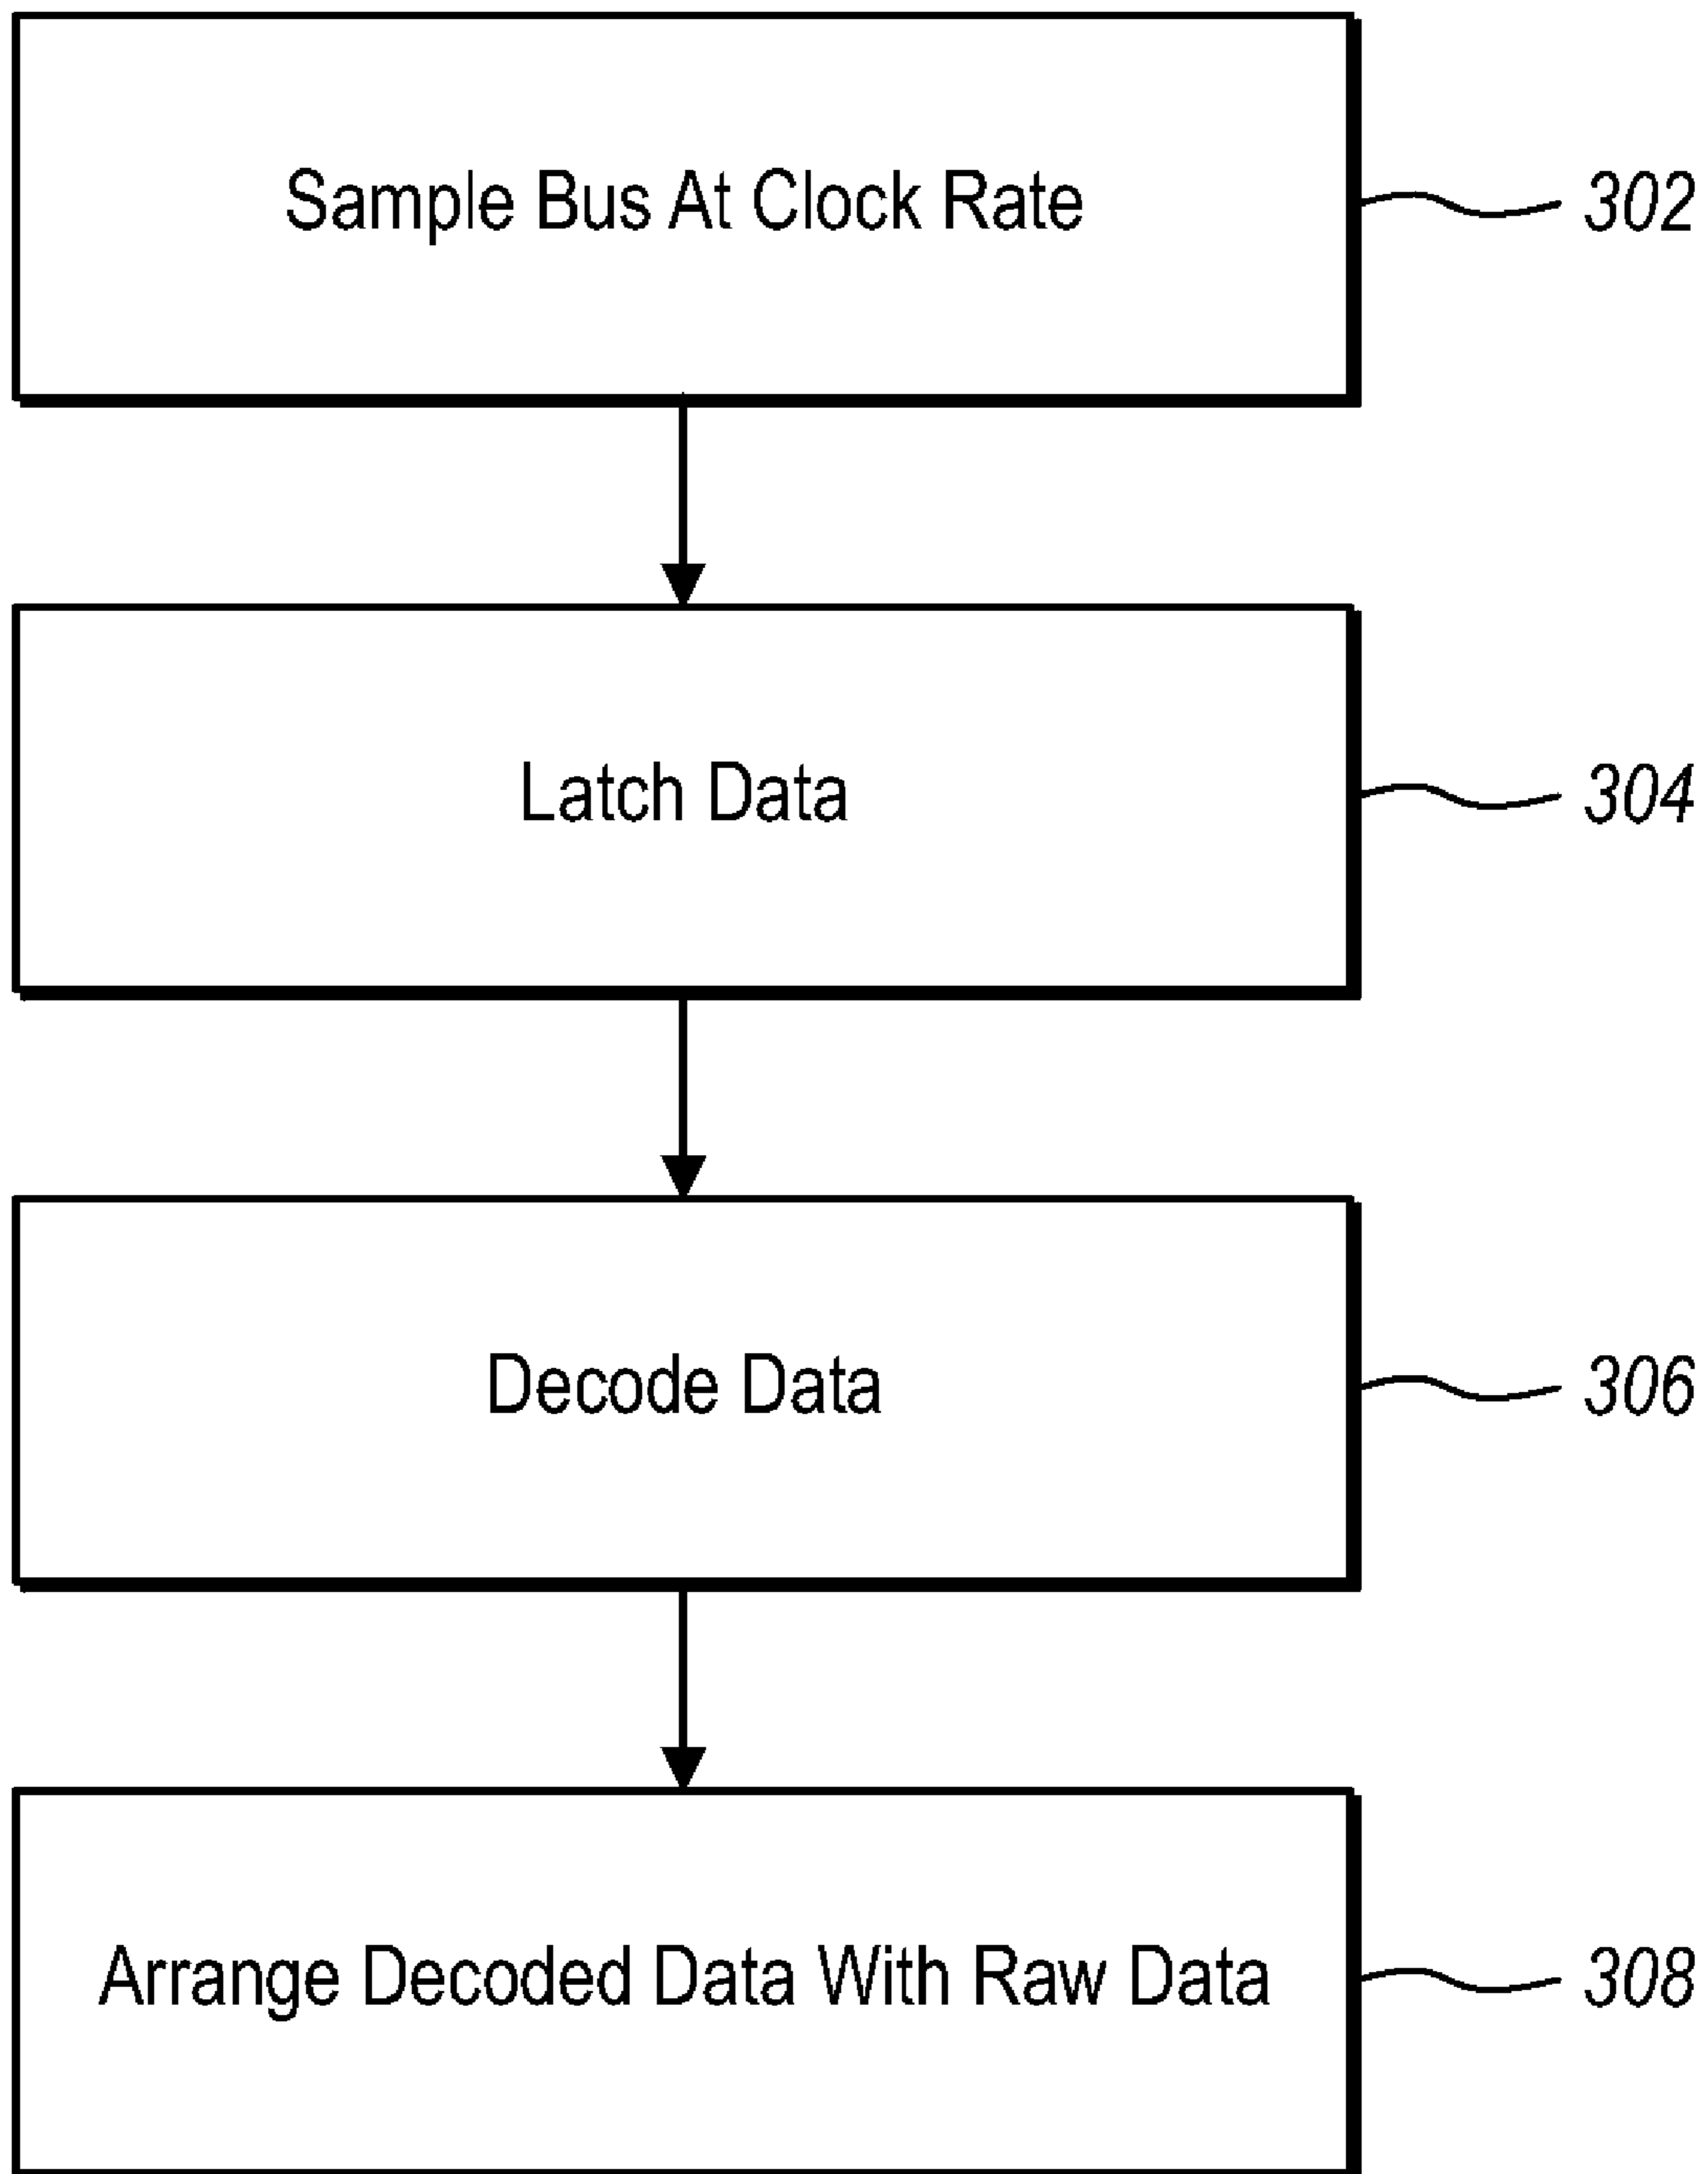 Sample Bus At Clock Rate
302
Latch Data
304
Decode Data
306
Arrange Decoded Data With Raw Data
308